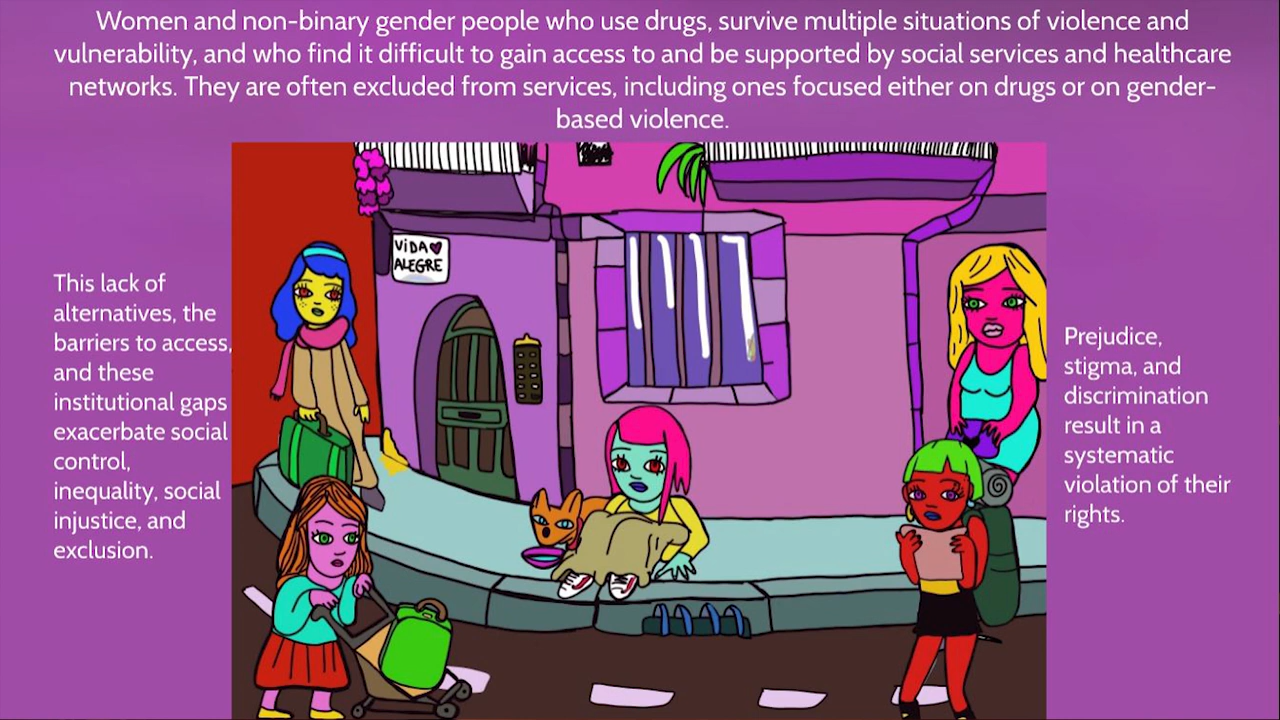 Women and non-binary gender people who use drugs, survive multiple situations of violence and
vulnerability, and who find it difficult to gain access to and be supported by social services and healthcare
networks. They are often excluded from services, including ones focused either on drugs or on gender-
based violence.
This lack of
alternatives, the
barriers to access,
and these
institutional gaps
exacerbate social
control,
inequality, social
injustice, and
exclusion.
ViDA
ALEGRE
Prejudice,
stigma, and
discrimination
result in a
systematic
violation of their
rights.